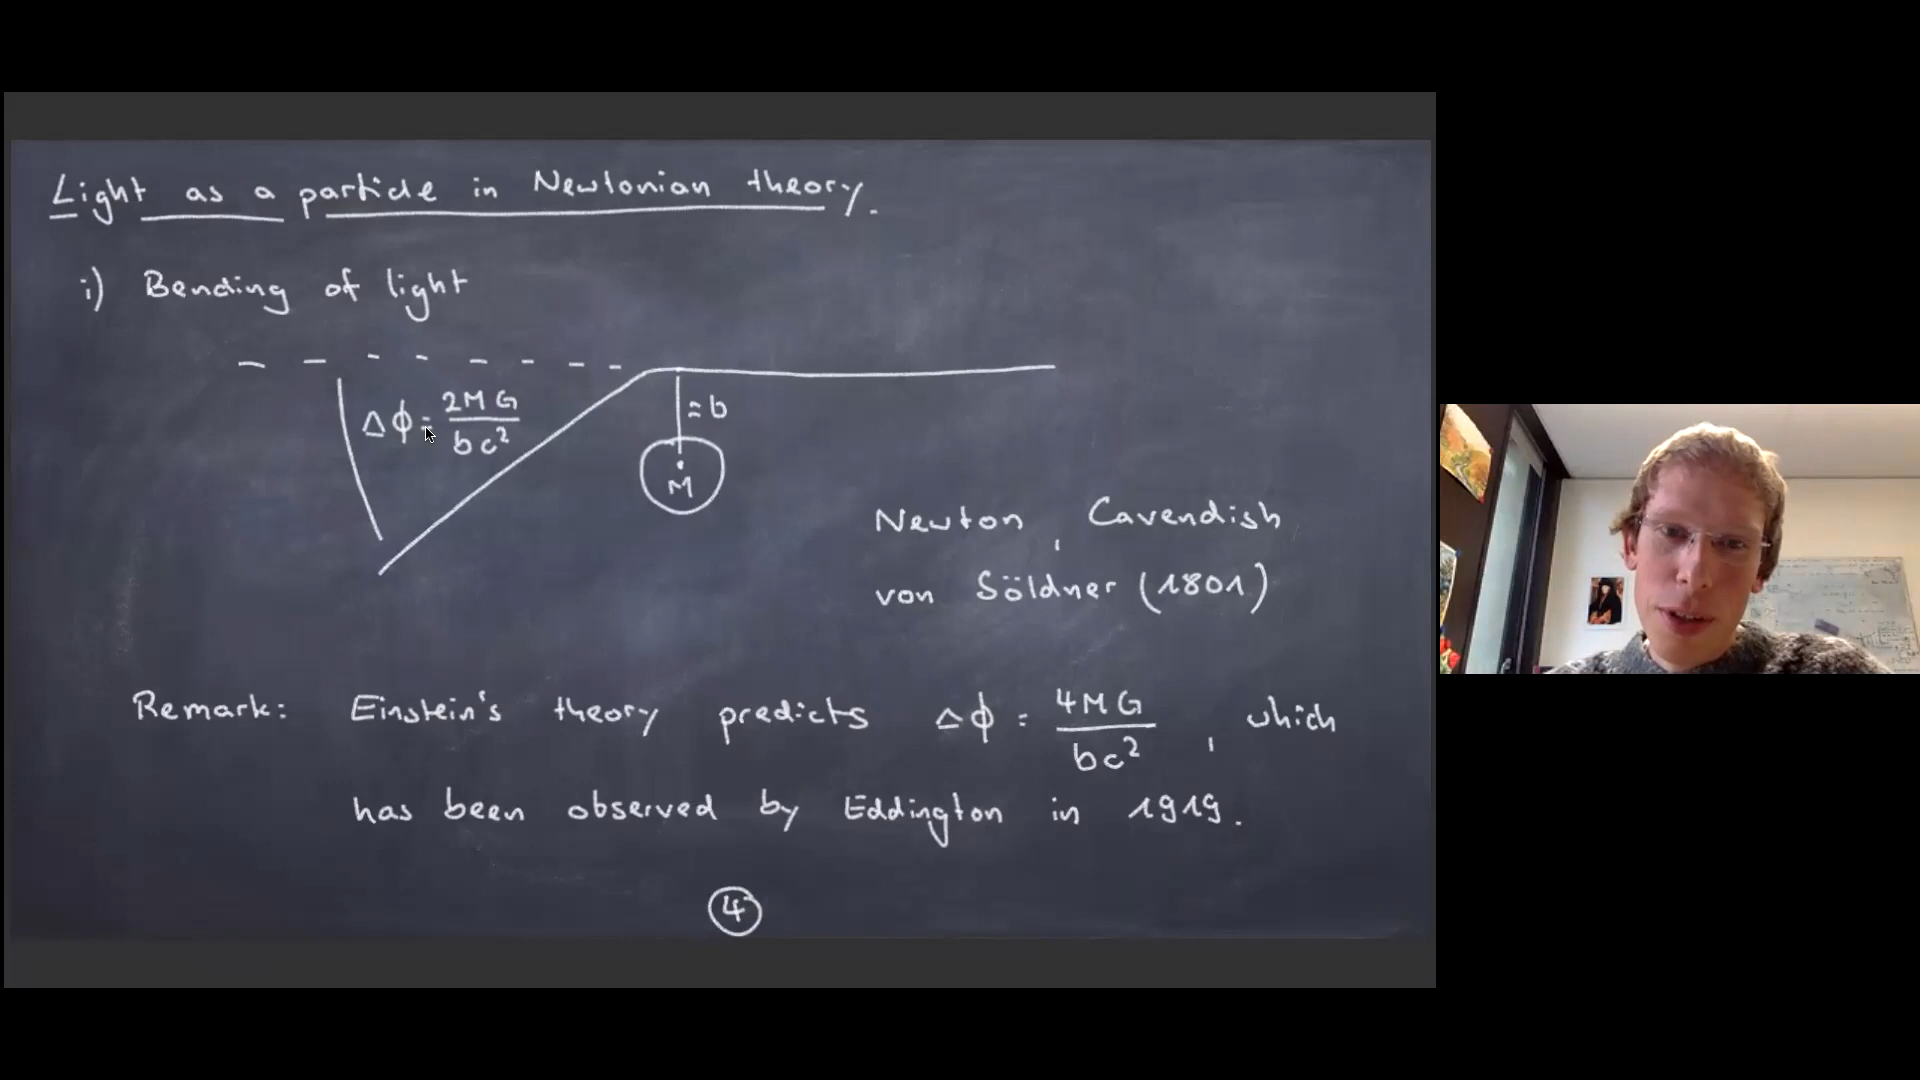 Light as a particle in Newtonian theory.
i) Bending of light
Δϕ = 2MG / bc²
= b
M
Newton, Cavendish
von Söldner (1801)
Remark: Einstein's theory predicts Δϕ = 4MG / bc², which
has been observed by Eddington in 1919.
4